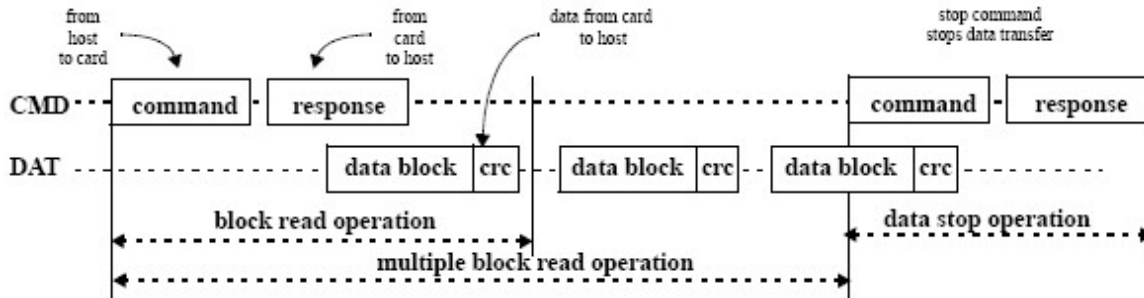 from
host
to card
from
card
to host
data from card
to host
stop command
stops data transfer
CMD command response command response
DAT data block crc data block crc data block crc
block read operation
data stop operation
multiple block read operation